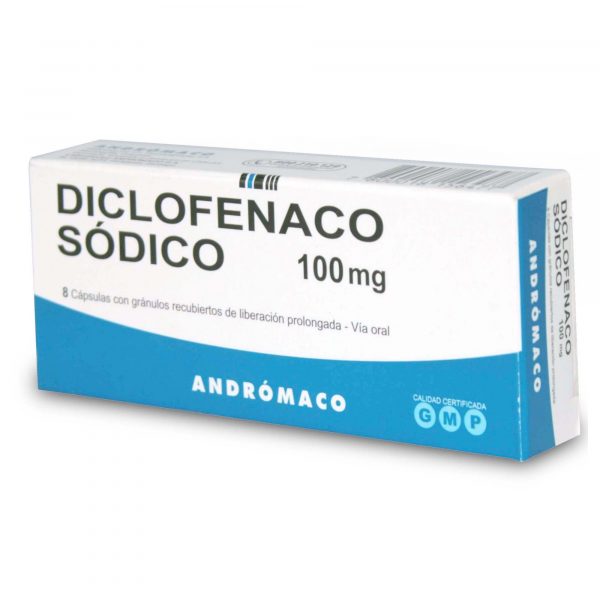 ANDRÓMACO
DICLOFENACO
SÓDICO
100 mg
8 Cápsulas con gránulos recubiertos de liberación prolongada - Vía oral
ANDRÓMACO
CALIDAD CERTIFICADA
GMP
DICLOFENACO
SÓDICO
100 mg
ANDRÓMACO